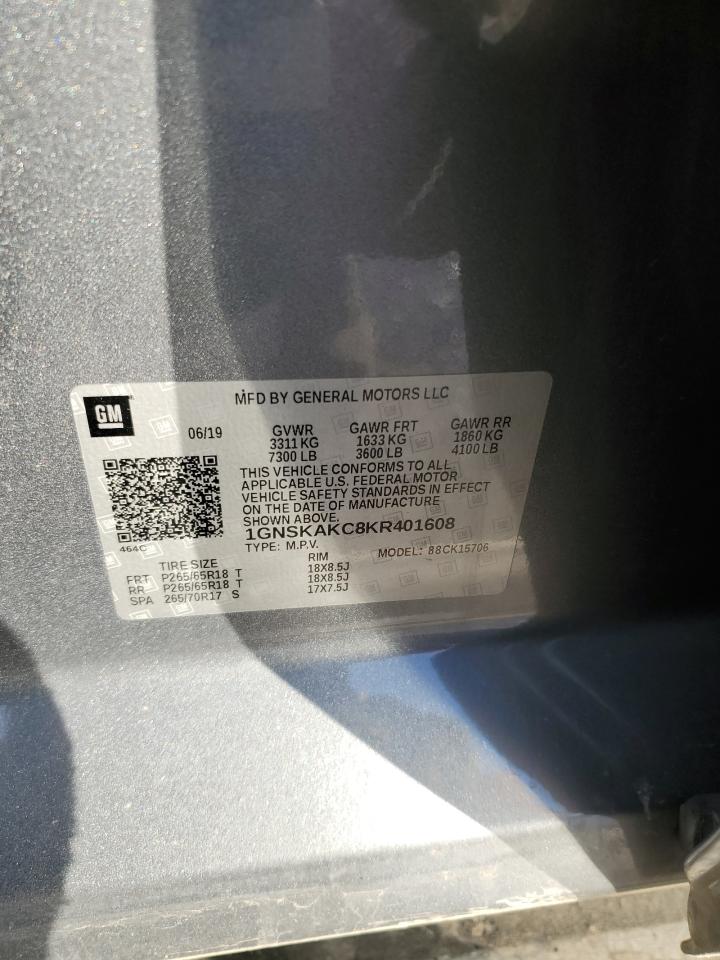 GM
MFD BY GENERAL MOTORS LLC
06/19
GVWR GAWR FRT GAWR RR
3311 KG 1633 KG 1860 KG
7300 LB 3600 LB 4100 LB
THIS VEHICLE CONFORMS TO ALL
APPLICABLE U.S. FEDERAL MOTOR
VEHICLE SAFETY STANDARDS IN EFFECT
ON THE DATE OF MANUFACTURE
SHOWN ABOVE.
1GNSKAKC8KR401608
464C
TYPE: M.P.V. MODEL: 88CK15706
TIRE SIZE RIM
FRT P265/65R18 T 18X8.5J
RR P265/65R18 T 18X8.5J
SPA 265/70R17 S 17X7.5J